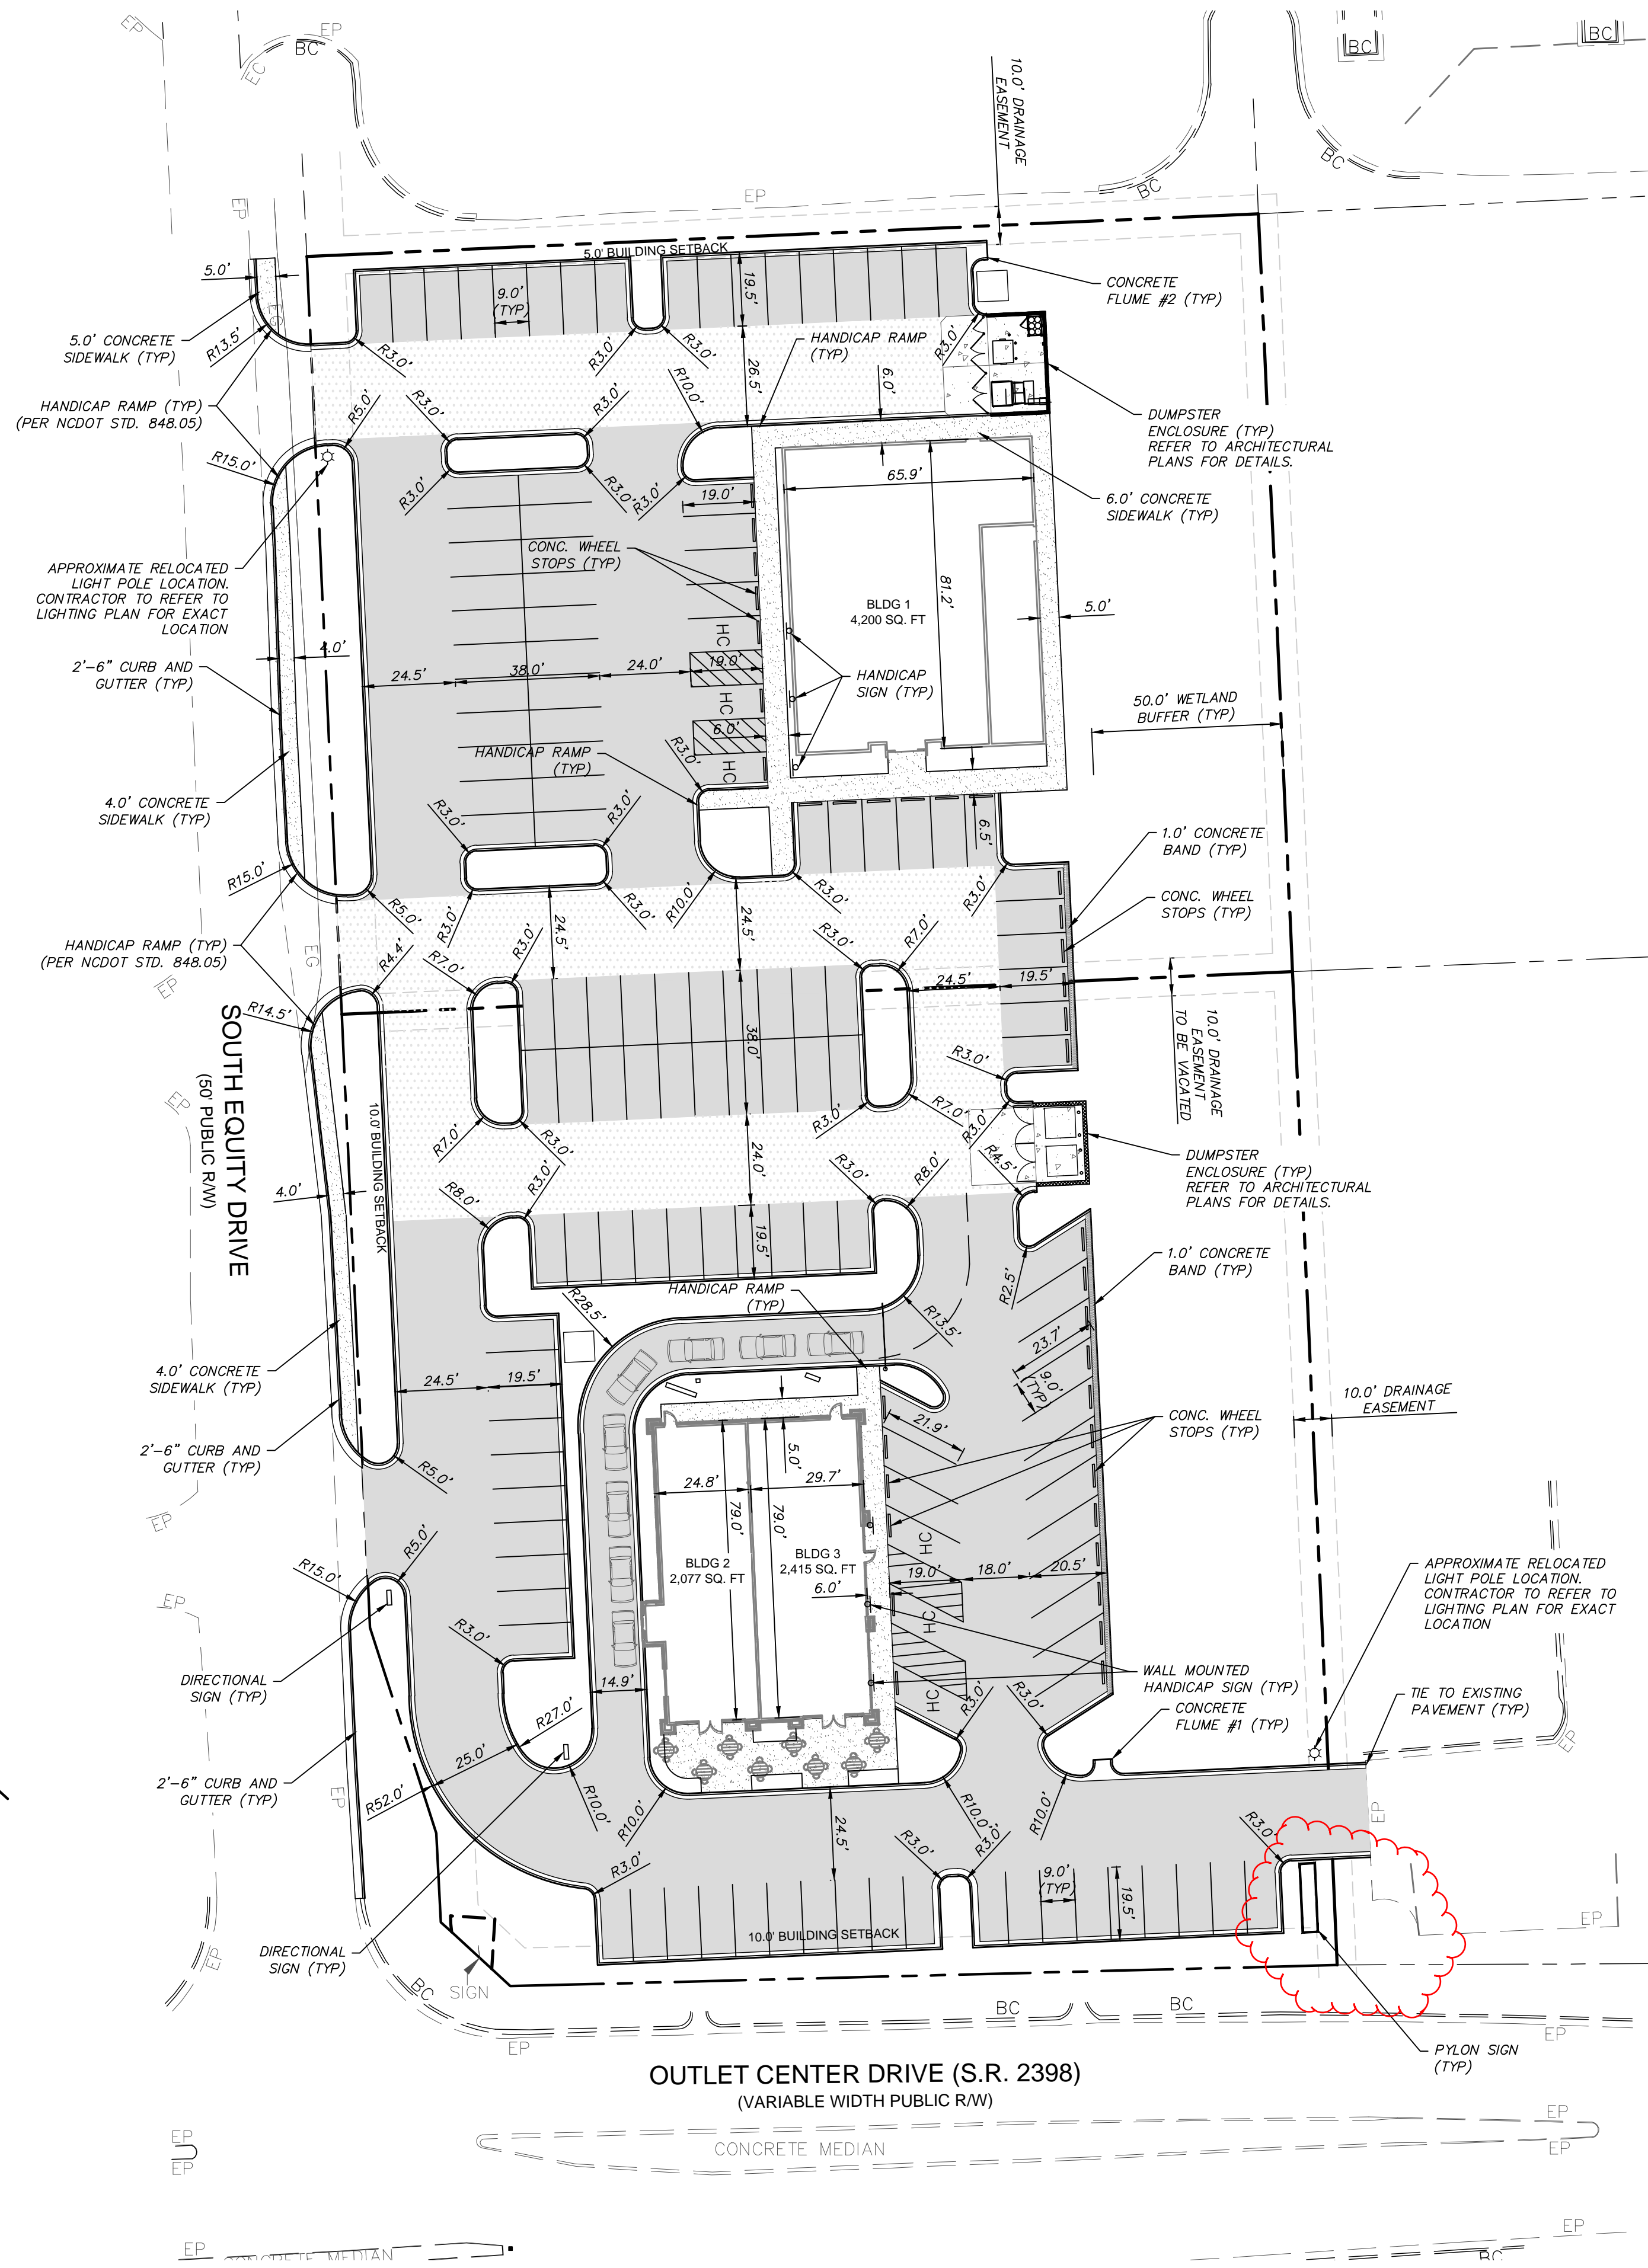 EP
EP
BC
EC
BC
BC
10.0' DRAINAGE
EASEMENT
BC
BC
EP
EP
5.0' BUILDING SETBACK
5.0'
9.0'
(TYP)
19.5'
CONCRETE
FLUME #2 (TYP)
EG
5.0' CONCRETE
SIDEWALK (TYP)
R13.5'
R3.0'
R3.0'
R3.0'
26.5'
HANDICAP RAMP
(TYP)
R3.0'
6.0'
R10.0'
HANDICAP RAMP (TYP)
(PER NCDOT STD. 848.05)
R5.0'
R3.0'
R3.0'
DUMPSTER
ENCLOSURE (TYP)
REFER TO ARCHITECTURAL
PLANS FOR DETAILS.
R15.0'
R3.0'
R3.0'
R3.0'
19.0'
65.9'
6.0' CONCRETE
SIDEWALK (TYP)
CONC. WHEEL
STOPS (TYP)
APPROXIMATE RELOCATED
LIGHT POLE LOCATION.
CONTRACTOR TO REFER TO
LIGHTING PLAN FOR EXACT
LOCATION
81.2'
BLDG 1
4,200 SQ. FT
5.0'
HC
4.0'
2'-6" CURB AND
GUTTER (TYP)
24.5'
38.0'
24.0'
19.0'
HANDICAP
SIGN (TYP)
HC
50.0' WETLAND
BUFFER (TYP)
6.0'
R3.0'
HANDICAP RAMP
(TYP)
HC
4.0' CONCRETE
SIDEWALK (TYP)
R3.0'
R3.0'
6.5'
1.0' CONCRETE
BAND (TYP)
R15.0'
R5.0'
R3.0'
R3.0'
R10.0'
R3.0'
R3.0'
CONC. WHEEL
STOPS (TYP)
24.5'
24.5'
HANDICAP RAMP (TYP)
(PER NCDOT STD. 848.05)
EG
R4.4'
R7.0'
R3.0'
R3.0'
R7.0'
EP
24.5'
19.5'
R14.5'
10.0' DRAINAGE
EASEMENT
TO BE VACATED
SOUTH EQUITY DRIVE
(50' PUBLIC R/W)
38.0'
R3.0'
EP
10.0' BUILDING SETBACK
R7.0'
R3.0'
R3.0'
R7.0'
R3.0'
24.0'
DUMPSTER
ENCLOSURE (TYP)
REFER TO ARCHITECTURAL
PLANS FOR DETAILS.
4.0'
R8.0'
R3.0'
R3.0'
R8.0'
R4.5'
19.5'
1.0' CONCRETE
BAND (TYP)
R2.5'
HANDICAP RAMP
(TYP)
R28.5'
R13.5'
23.7'
4.0' CONCRETE
SIDEWALK (TYP)
24.5'
19.5'
9.0'
(TYP)
10.0' DRAINAGE
EASEMENT
21.9'
CONC. WHEEL
STOPS (TYP)
2'-6" CURB AND
GUTTER (TYP)
R5.0'
5.0'
24.8'
29.7'
79.0'
79.0'
EP
HC
BLDG 2
2,077 SQ. FT
BLDG 3
2,415 SQ. FT
6.0'
19.0'
18.0'
20.5'
R15.0'
R5.0'
APPROXIMATE RELOCATED
LIGHT POLE LOCATION.
CONTRACTOR TO REFER TO
LIGHTING PLAN FOR EXACT
LOCATION
EP
HC
R3.0'
DIRECTIONAL
SIGN (TYP)
14.9'
WALL MOUNTED
HANDICAP SIGN (TYP)
HC
R3.0'
R3.0'
TIE TO EXISTING
PAVEMENT (TYP)
CONCRETE
FLUME #1 (TYP)
R27.0'
25.0'
EP
2'-6" CURB AND
GUTTER (TYP)
EP
R52.0'
R10.0'
R10.0'
R10.0'
R10.0'
EP
24.5'
R3.0'
R3.0'
R3.0'
R3.0'
9.0'
(TYP)
19.5'
10.0' BUILDING SETBACK
EP
EP
DIRECTIONAL
SIGN (TYP)
SIGN
BC
BC
BC
EP
EP
PYLON SIGN
(TYP)
OUTLET CENTER DRIVE (S.R. 2398)
(VARIABLE WIDTH PUBLIC R/W)
EP
EP
CONCRETE MEDIAN
EP
EP
EP
EP
CONCRETE MEDIAN
BC